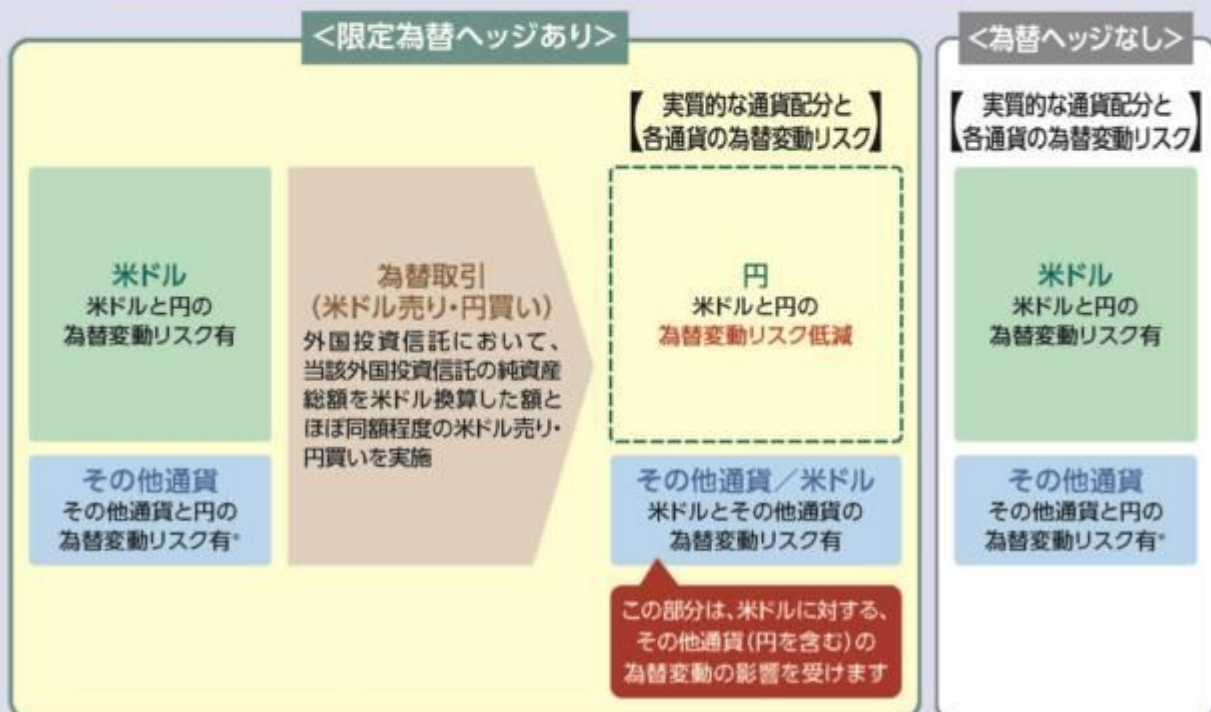 <限定為替ヘッジあり>
【実質的な通貨配分と
各通貨の為替変動リスク】
米ドル
米ドルと円の
為替変動リスク有
為替取引
(米ドル売り・円買い)
外国投資信託において、
当該外国投資信託の純資産
総額を米ドル換算した額と
ほぼ同額程度の米ドル売り・
円買いを実施
円
米ドルと円の
為替変動リスク低減
その他通貨
その他通貨と円の
為替変動リスク有*
その他通貨/米ドル
米ドルとその他通貨の
為替変動リスク有
この部分は、米ドルに対する、
その他通貨(円を含む)の
為替変動の影響を受けます
<為替ヘッジなし>
【実質的な通貨配分と
各通貨の為替変動リスク】
米ドル
米ドルと円の
為替変動リスク有
その他通貨
その他通貨と円の
為替変動リスク有*